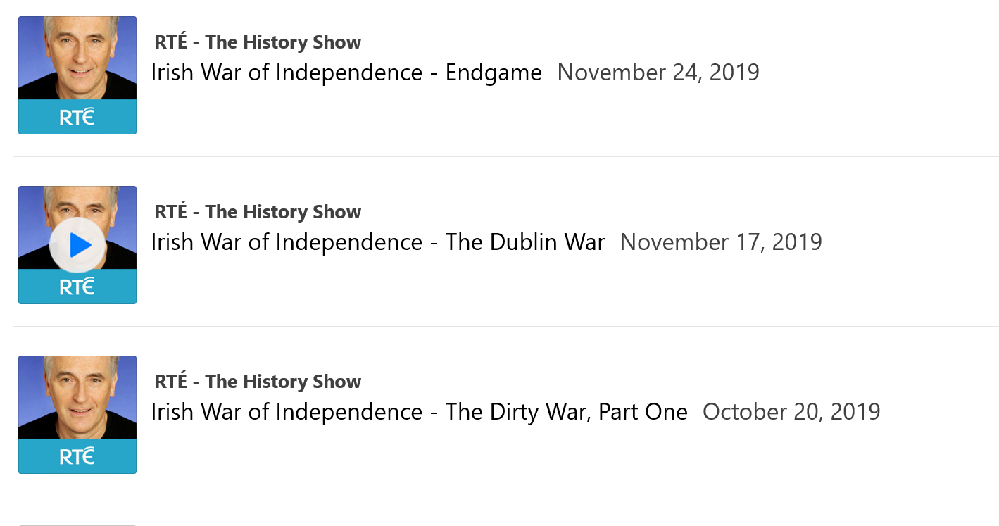 RTÉ - The History Show
Irish War of Independence - Endgame November 24, 2019
RTÉ
RTÉ - The History Show
Irish War of Independence - The Dublin War November 17, 2019
RTÉ
RTÉ - The History Show
Irish War of Independence - The Dirty War, Part One October 20, 2019
RTÉ